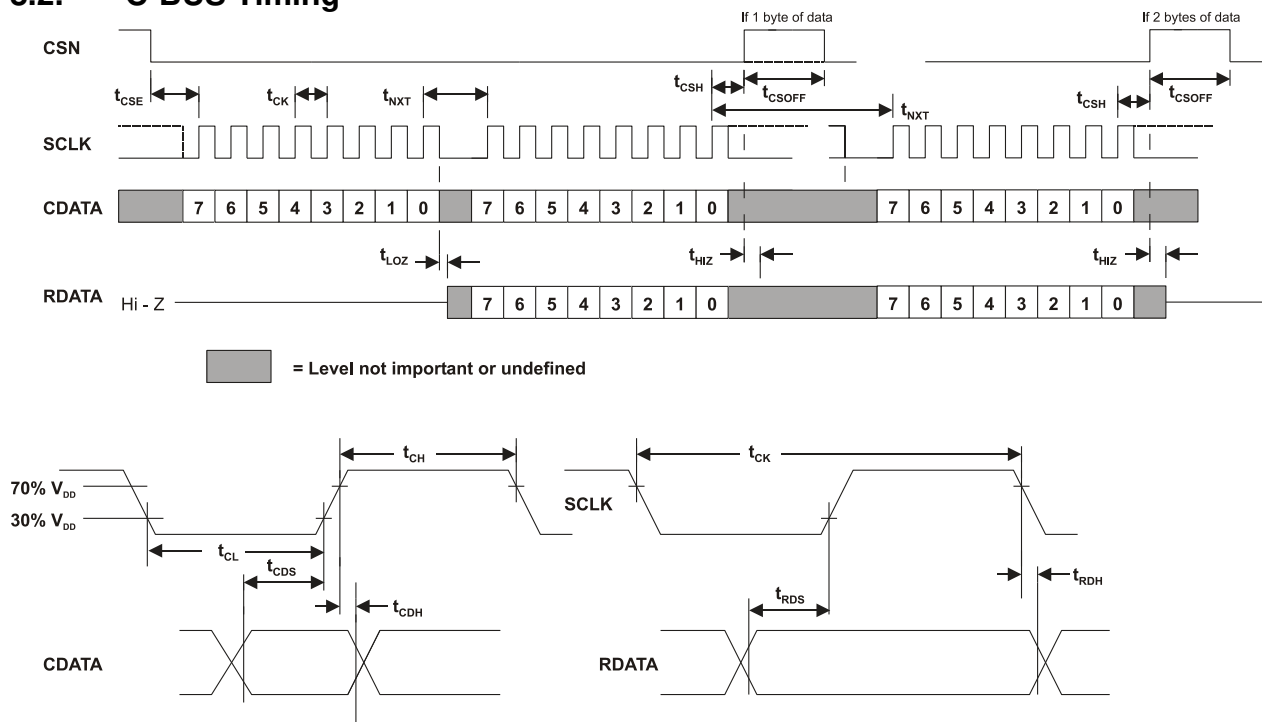 C-BUS Timing
If 1 byte of data
If 2 bytes of data
CSN
tCSE
tCK
tNXT
tCSH
tCSOFF
tNXT
tCSH
tCSOFF
SCLK
CDATA 7 6 5 4 3 2 1 0 7 6 5 4 3 2 1 0 7 6 5 4 3 2 1 0
tLOZ
tHIZ
tHIZ
RDATA Hi - Z 7 6 5 4 3 2 1 0 7 6 5 4 3 2 1 0
= Level not important or undefined
tCH
tCK
70% VDD
30% VDD
SCLK
tCL
tCDS
tCDH
tRDS
tRDH
CDATA
RDATA